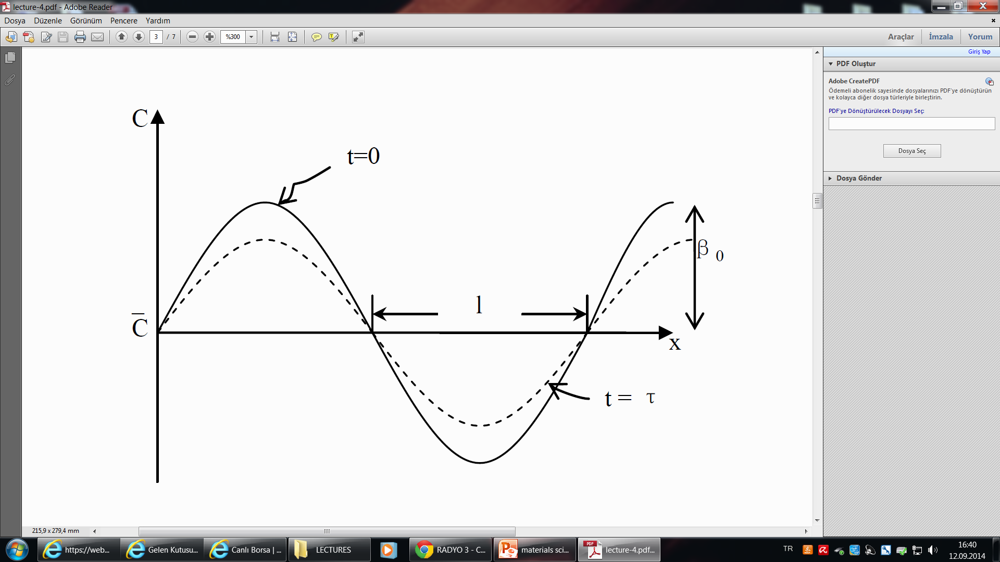 lecture-4.pdf - Adobe Reader
Dosya Düzenle Görünüm Pencere Yardım
3 / 7 %300 Araçlar İmzala Yorum
Giriş Yap
PDF Oluştur
Adobe CreatePDF
Ödemeli abonelik sayesinde dosyalarınızı PDF'ye dönüştürün
ve kolayca diğer dosya türleriyle birleştirin.
PDF'ye Dönüştürülecek Dosyayı Seç:
Dosya Seç
Dosya Gönder
C
t=0
β 0
l
C̅
x
t = τ
215,9 x 279,4 mm
https://web... Gelen Kutusu... Canlı Borsa | ... LECTURES RADYO 3 - C... materials sci... lecture-4.pdf... TR 16:40
12.09.2014